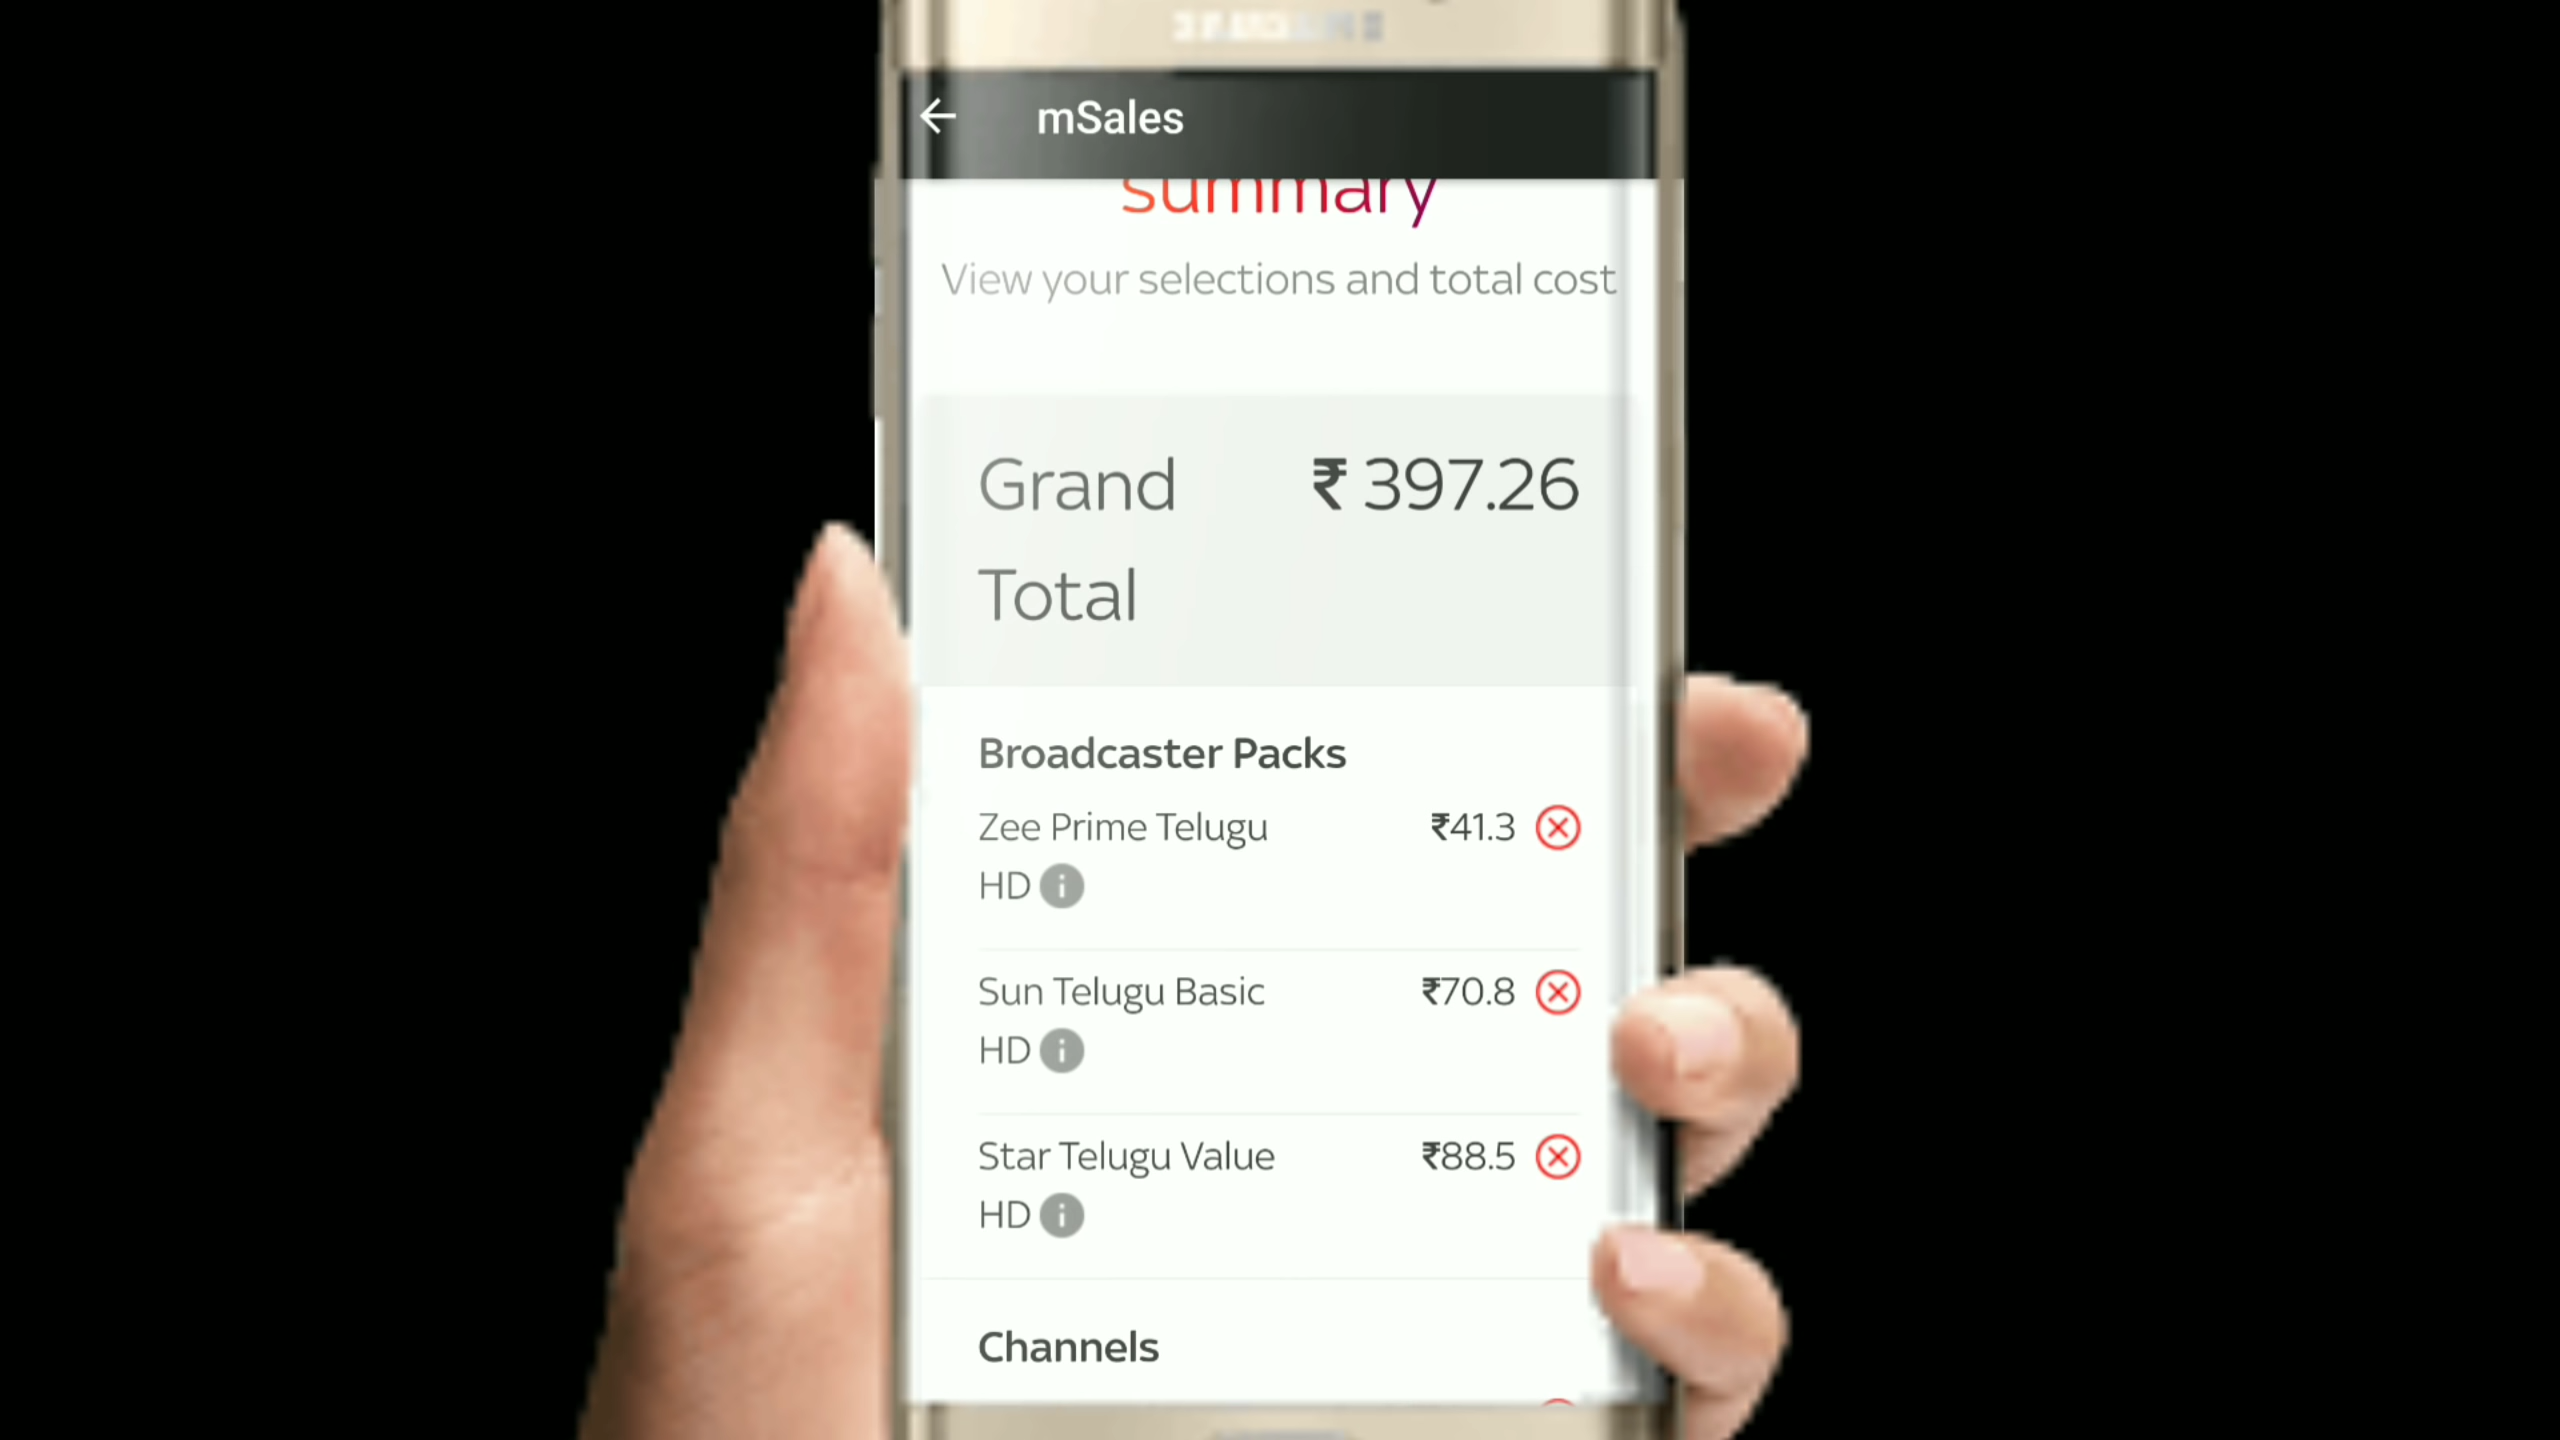 mSales
summary
View your selections and total cost
Grand ₹ 397.26
Total
Broadcaster Packs
Zee Prime Telugu ₹41.3
HD
Sun Telugu Basic ₹70.8
HD
Star Telugu Value ₹88.5
HD
Channels